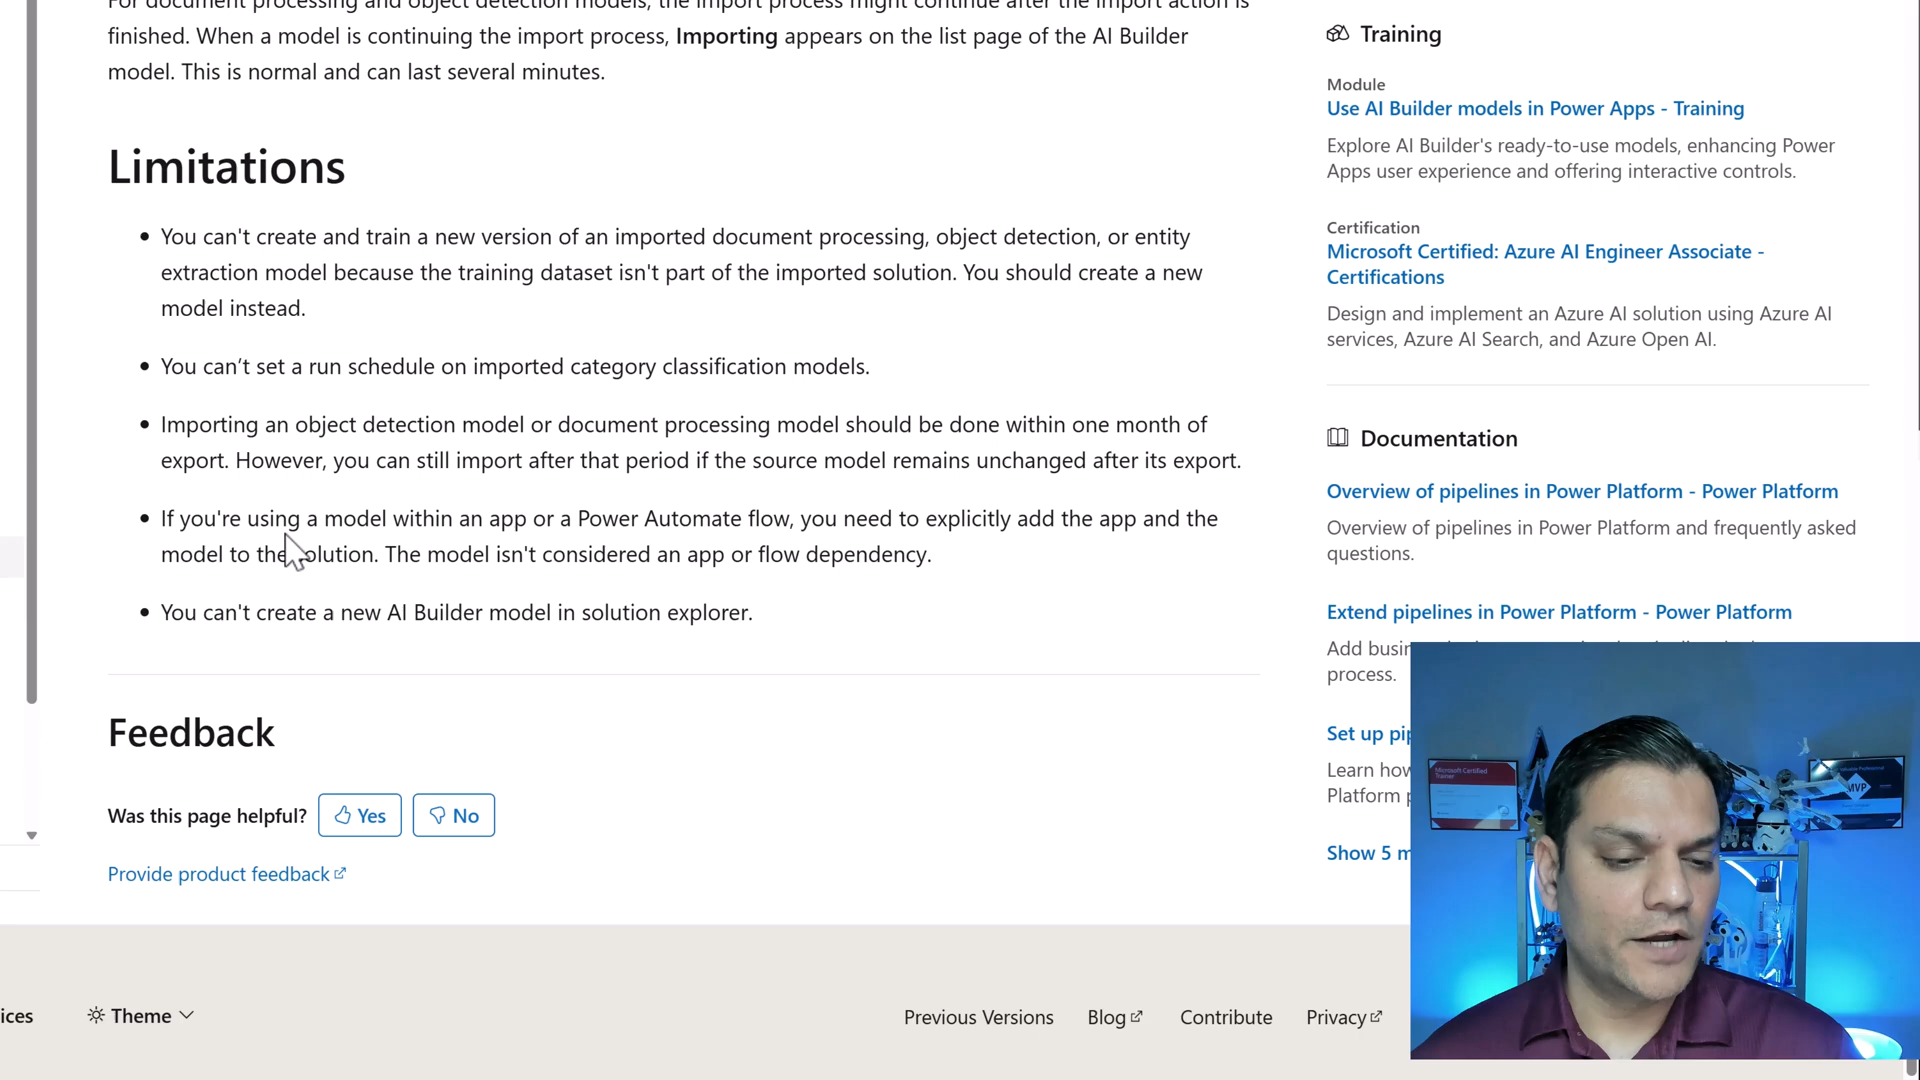 For document processing and object detection models, the import process might continue after the import action is
finished. When a model is continuing the import process, Importing appears on the list page of the AI Builder
model. This is normal and can last several minutes.
Limitations
• You can't create and train a new version of an imported document processing, object detection, or entity
extraction model because the training dataset isn't part of the imported solution. You should create a new
model instead.
• You can’t set a run schedule on imported category classification models.
• Importing an object detection model or document processing model should be done within one month of
export. However, you can still import after that period if the source model remains unchanged after its export.
• If you're using a model within an app or a Power Automate flow, you need to explicitly add the app and the
model to the solution. The model isn't considered an app or flow dependency.
• You can't create a new AI Builder model in solution explorer.
Feedback
Was this page helpful? Yes No
Provide product feedback
Training
Module
Use AI Builder models in Power Apps - Training
Explore AI Builder's ready-to-use models, enhancing Power
Apps user experience and offering interactive controls.
Certification
Microsoft Certified: Azure AI Engineer Associate -
Certifications
Design and implement an Azure AI solution using Azure AI
services, Azure AI Search, and Azure Open AI.
Documentation
Overview of pipelines in Power Platform - Power Platform
Overview of pipelines in Power Platform and frequently asked
questions.
Extend pipelines in Power Platform - Power Platform
Add busin
process.
Set up pip
Learn how
Platform p
Show 5 m
Microsoft Certified
Trainer
MVP
ices
Theme
Previous Versions Blog Contribute Privacy